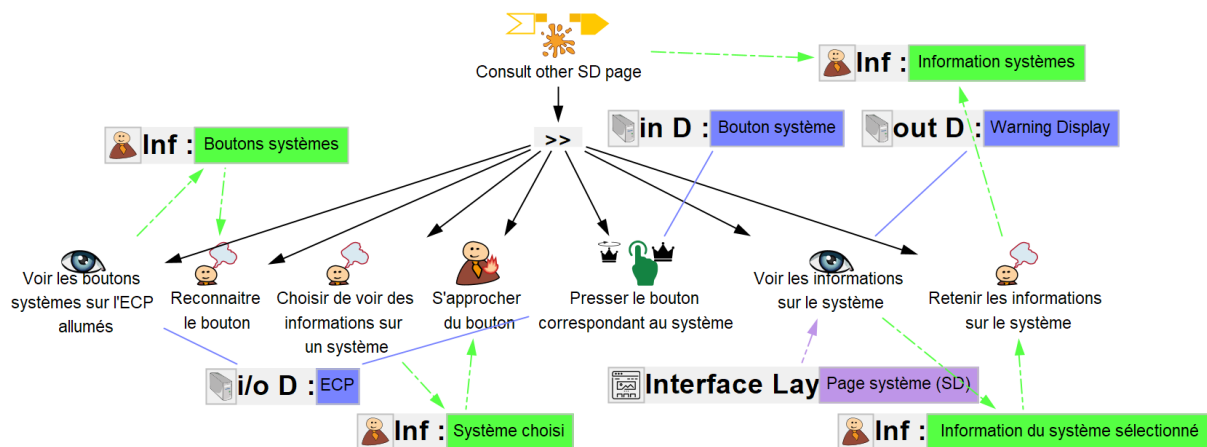 Consult other SD page
Inf : Information systèmes
in D : Bouton système
out D : Warning Display
Inf : Boutons systèmes
>>
Voir les boutons
systèmes sur l'ECP
allumés
Reconnaitre
le bouton
Choisir de voir des
informations sur
un système
S'approcher
du bouton
Presser le bouton
correspondant au système
Voir les informations
sur le système
Retenir les informations
sur le système
i/o D : ECP
Interface Lay Page système (SD)
Inf : Système choisi
Inf : Information du système sélectionné